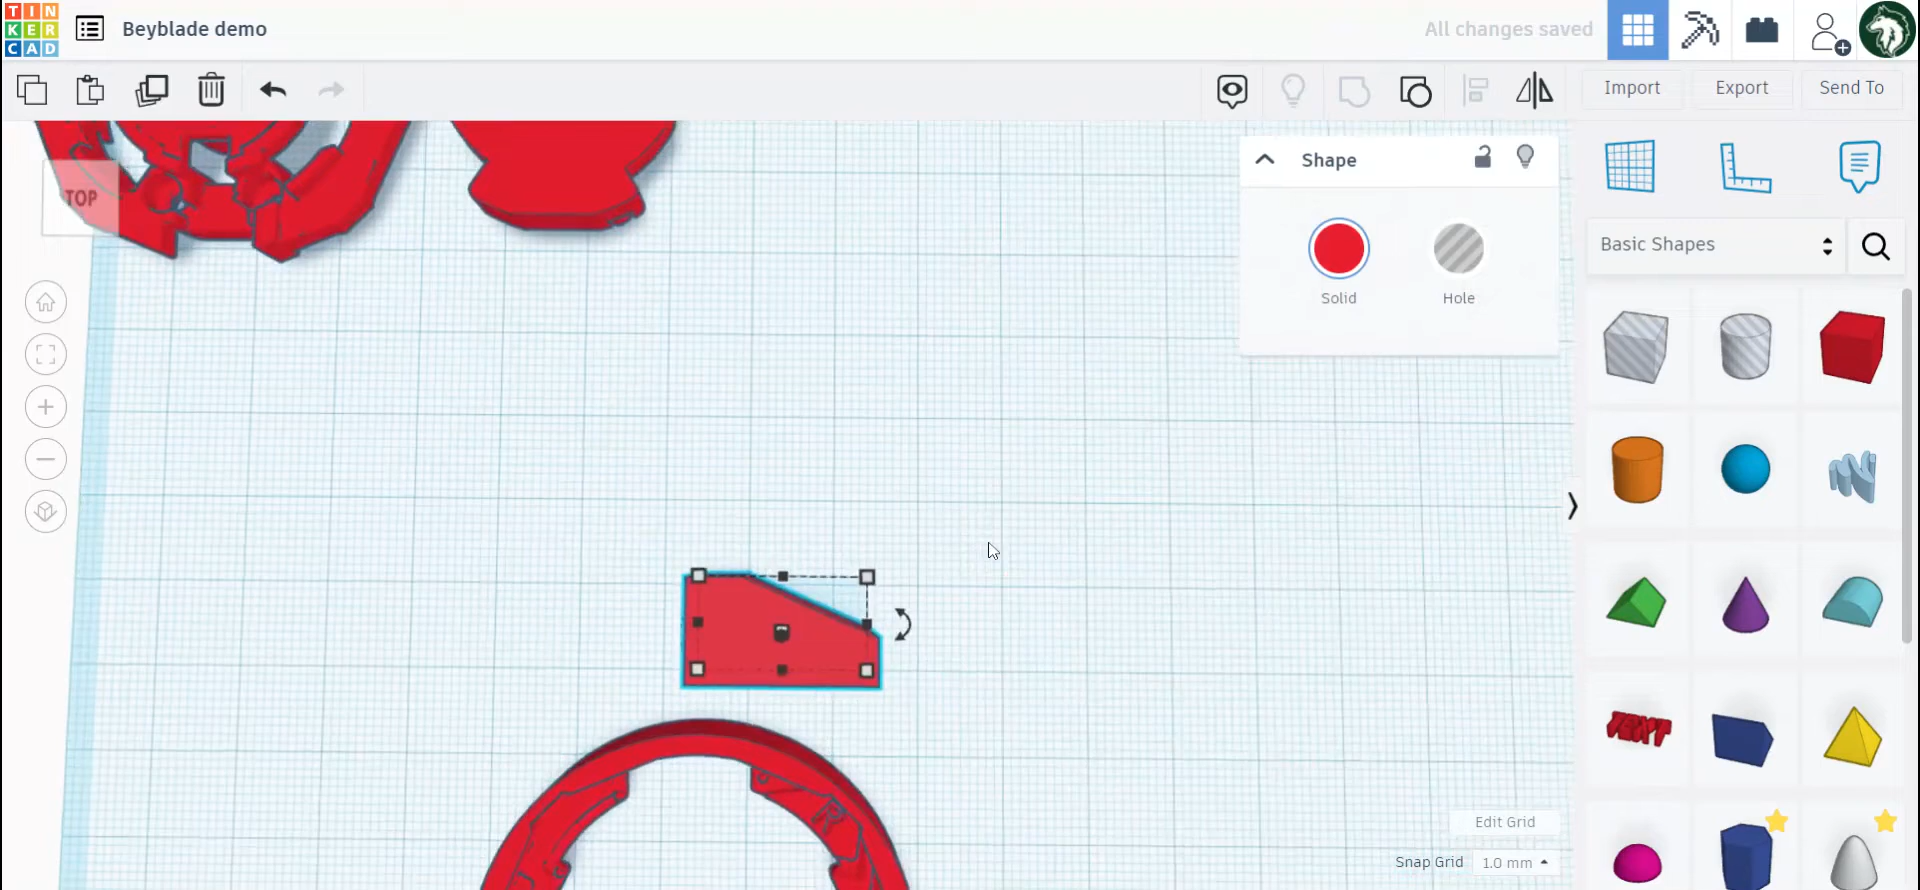 TIN
KER
CAD
Beyblade demo
All changes saved
Import
Export
Send To
TOP
Shape
Solid
Hole
Basic Shapes
TEXT
R
Edit Grid
Snap Grid
1.0 mm